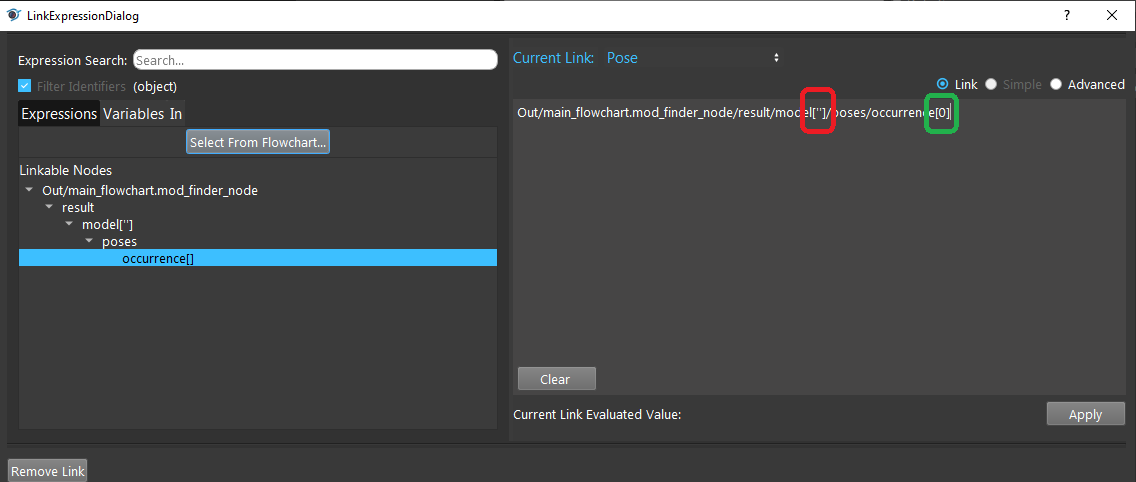 LinkExpressionDialog
?
Expression Search: Search...
Filter Identifiers (object)
Expressions Variables In
Select From Flowchart...
Linkable Nodes
Out/main_flowchart.mod_finder_node
result
model['']
poses
occurrence[]
Current Link: Pose
Link Simple Advanced
Out/main_flowchart.mod_finder_node/result/model['']/poses/occurrence[0]
Clear
Current Link Evaluated Value:
Apply
Remove Link